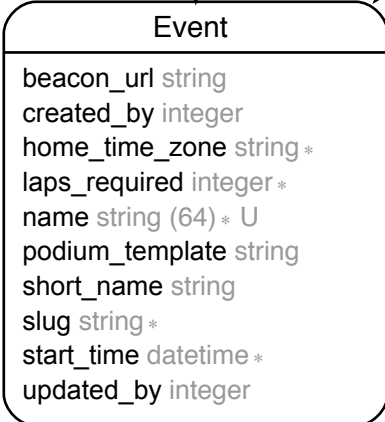 Event
beacon_url string
created_by integer
home_time_zone string *
laps_required integer *
name string (64) * U
podium_template string
short_name string
slug string *
start_time datetime *
updated_by integer